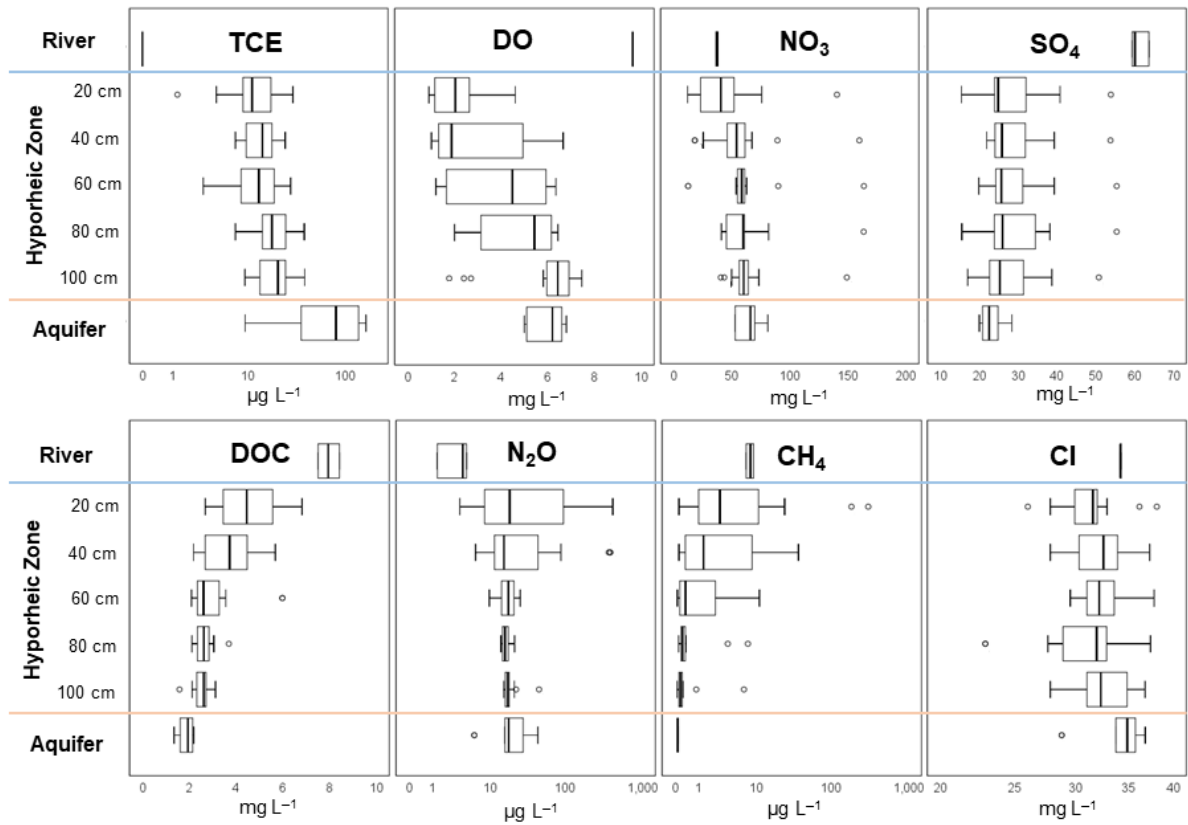 River TCE DO NO₃ SO₄
Hyporheic Zone
20 cm
40 cm
60 cm
80 cm
100 cm
Aquifer
0 1 10 100 0 2 4 6 8 10 0 50 100 150 200 10 20 30 40 50 60 70
µg L⁻¹ mg L⁻¹ mg L⁻¹ mg L⁻¹
River DOC N₂O CH₄ Cl
Hyporheic Zone
20 cm
40 cm
60 cm
80 cm
100 cm
Aquifer
0 2 4 6 8 10 0 1 10 100 1,000 0 1 10 100 1,000 20 25 30 35 40
mg L⁻¹ µg L⁻¹ µg L⁻¹ mg L⁻¹